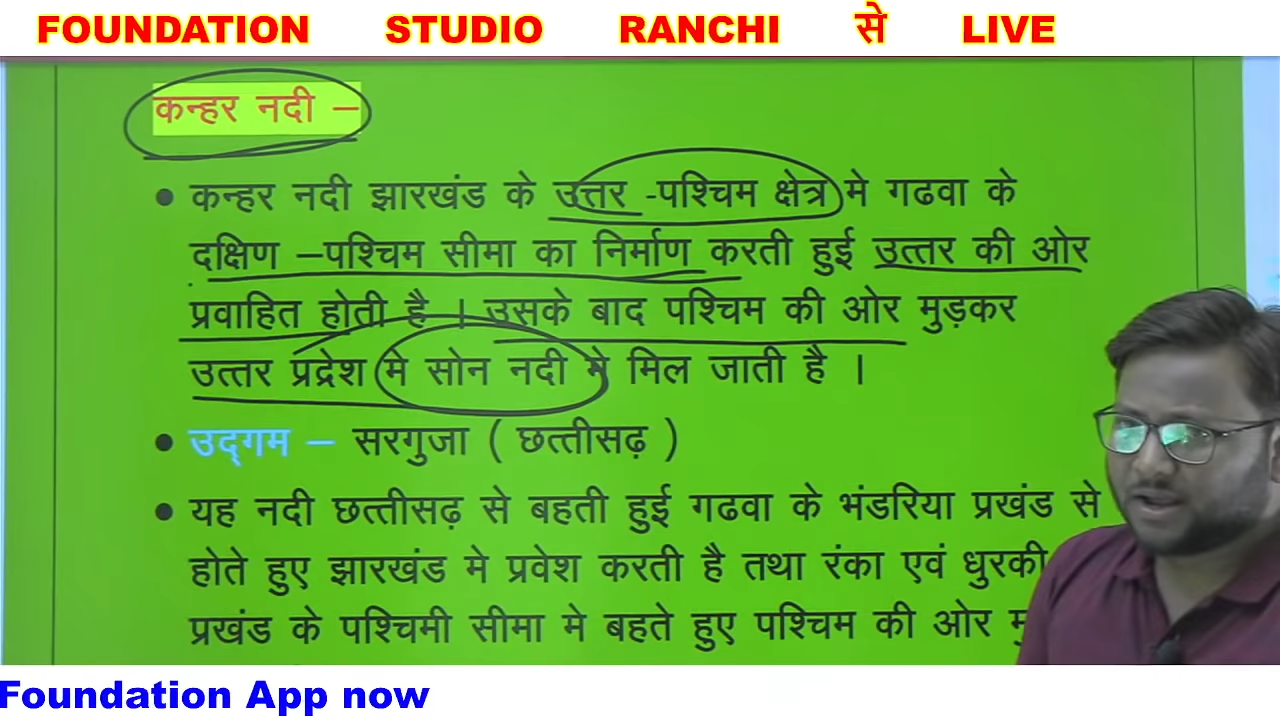 FOUNDATION STUDIO RANCHI से LIVE
कन्हर नदी –
• कन्हर नदी झारखंड के उत्तर -पश्चिम क्षेत्र मे गढवा के
दक्षिण –पश्चिम सीमा का निर्माण करती हुई उत्तर की ओर
प्रवाहित होती है । उसके बाद पश्चिम की ओर मुड़कर
उत्तर प्रद्रेश मे सोन नदी मे मिल जाती है ।
• उद्गम – सरगुजा ( छत्तीसढ़ )
• यह नदी छत्तीसढ़ से बहती हुई गढवा के भंडरिया प्रखंड से
होते हुए झारखंड मे प्रवेश करती है तथा रंका एवं धुरकी
प्रखंड के पश्चिमी सीमा मे बहते हुए पश्चिम की ओर
Foundation App now